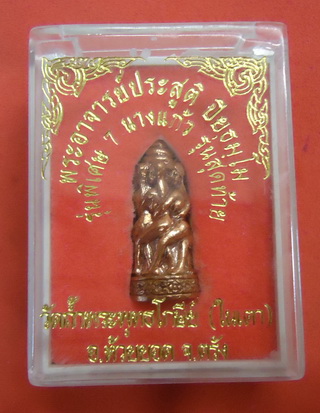 พระอาจารย์ประสูติ ปิยธมฺโม
รุ่นพิเศษ ๆ นางแก้ว รุ่นสุดท้าย
วัดถ้ำพระพุทธโกษีย์ (ในเตา)
อ.ห้วยยอด จ.ตรัง